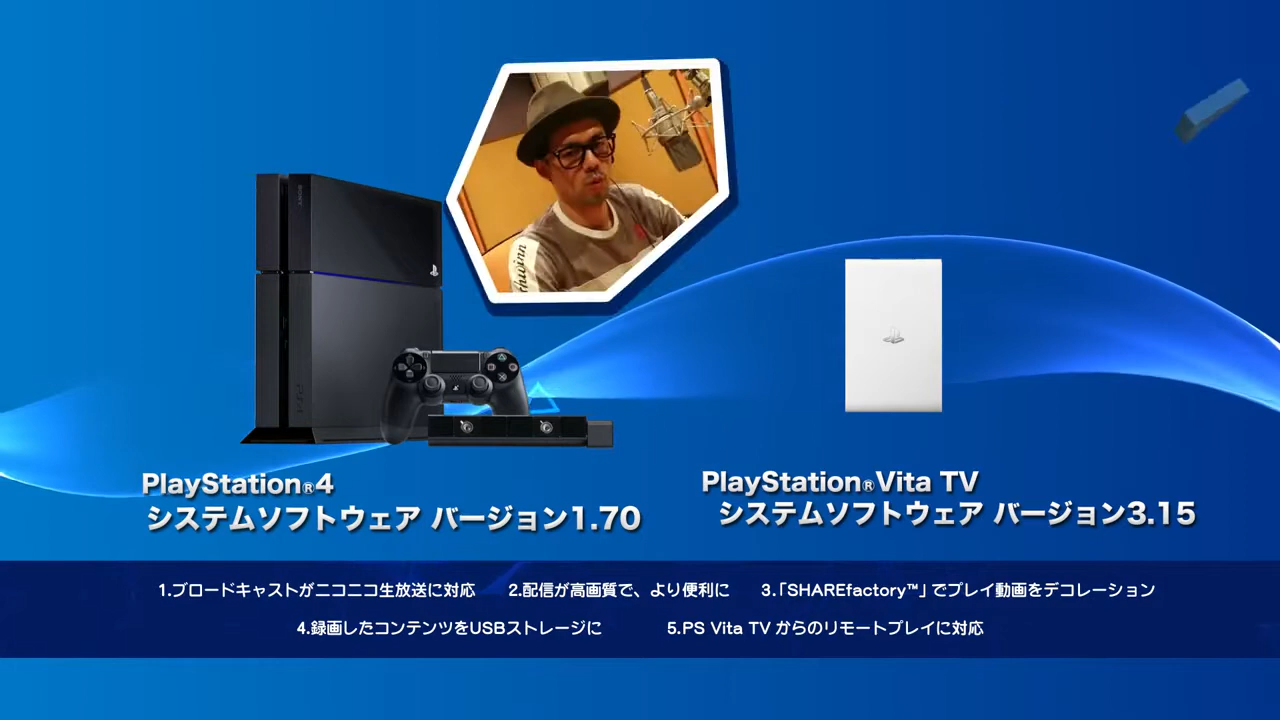 thwinn
PlayStation®4
システムソフトウェア バージョン1.70
PlayStation®Vita TV
システムソフトウェア バージョン3.15
1.ブロードキャストがニコニコ生放送に対応 2.配信が高画質で、より便利に 3.「SHAREfactory™」でプレイ動画をデコレーション
4.録画したコンテンツをUSBストレージに 5.PS Vita TV からのリモートプレイに対応